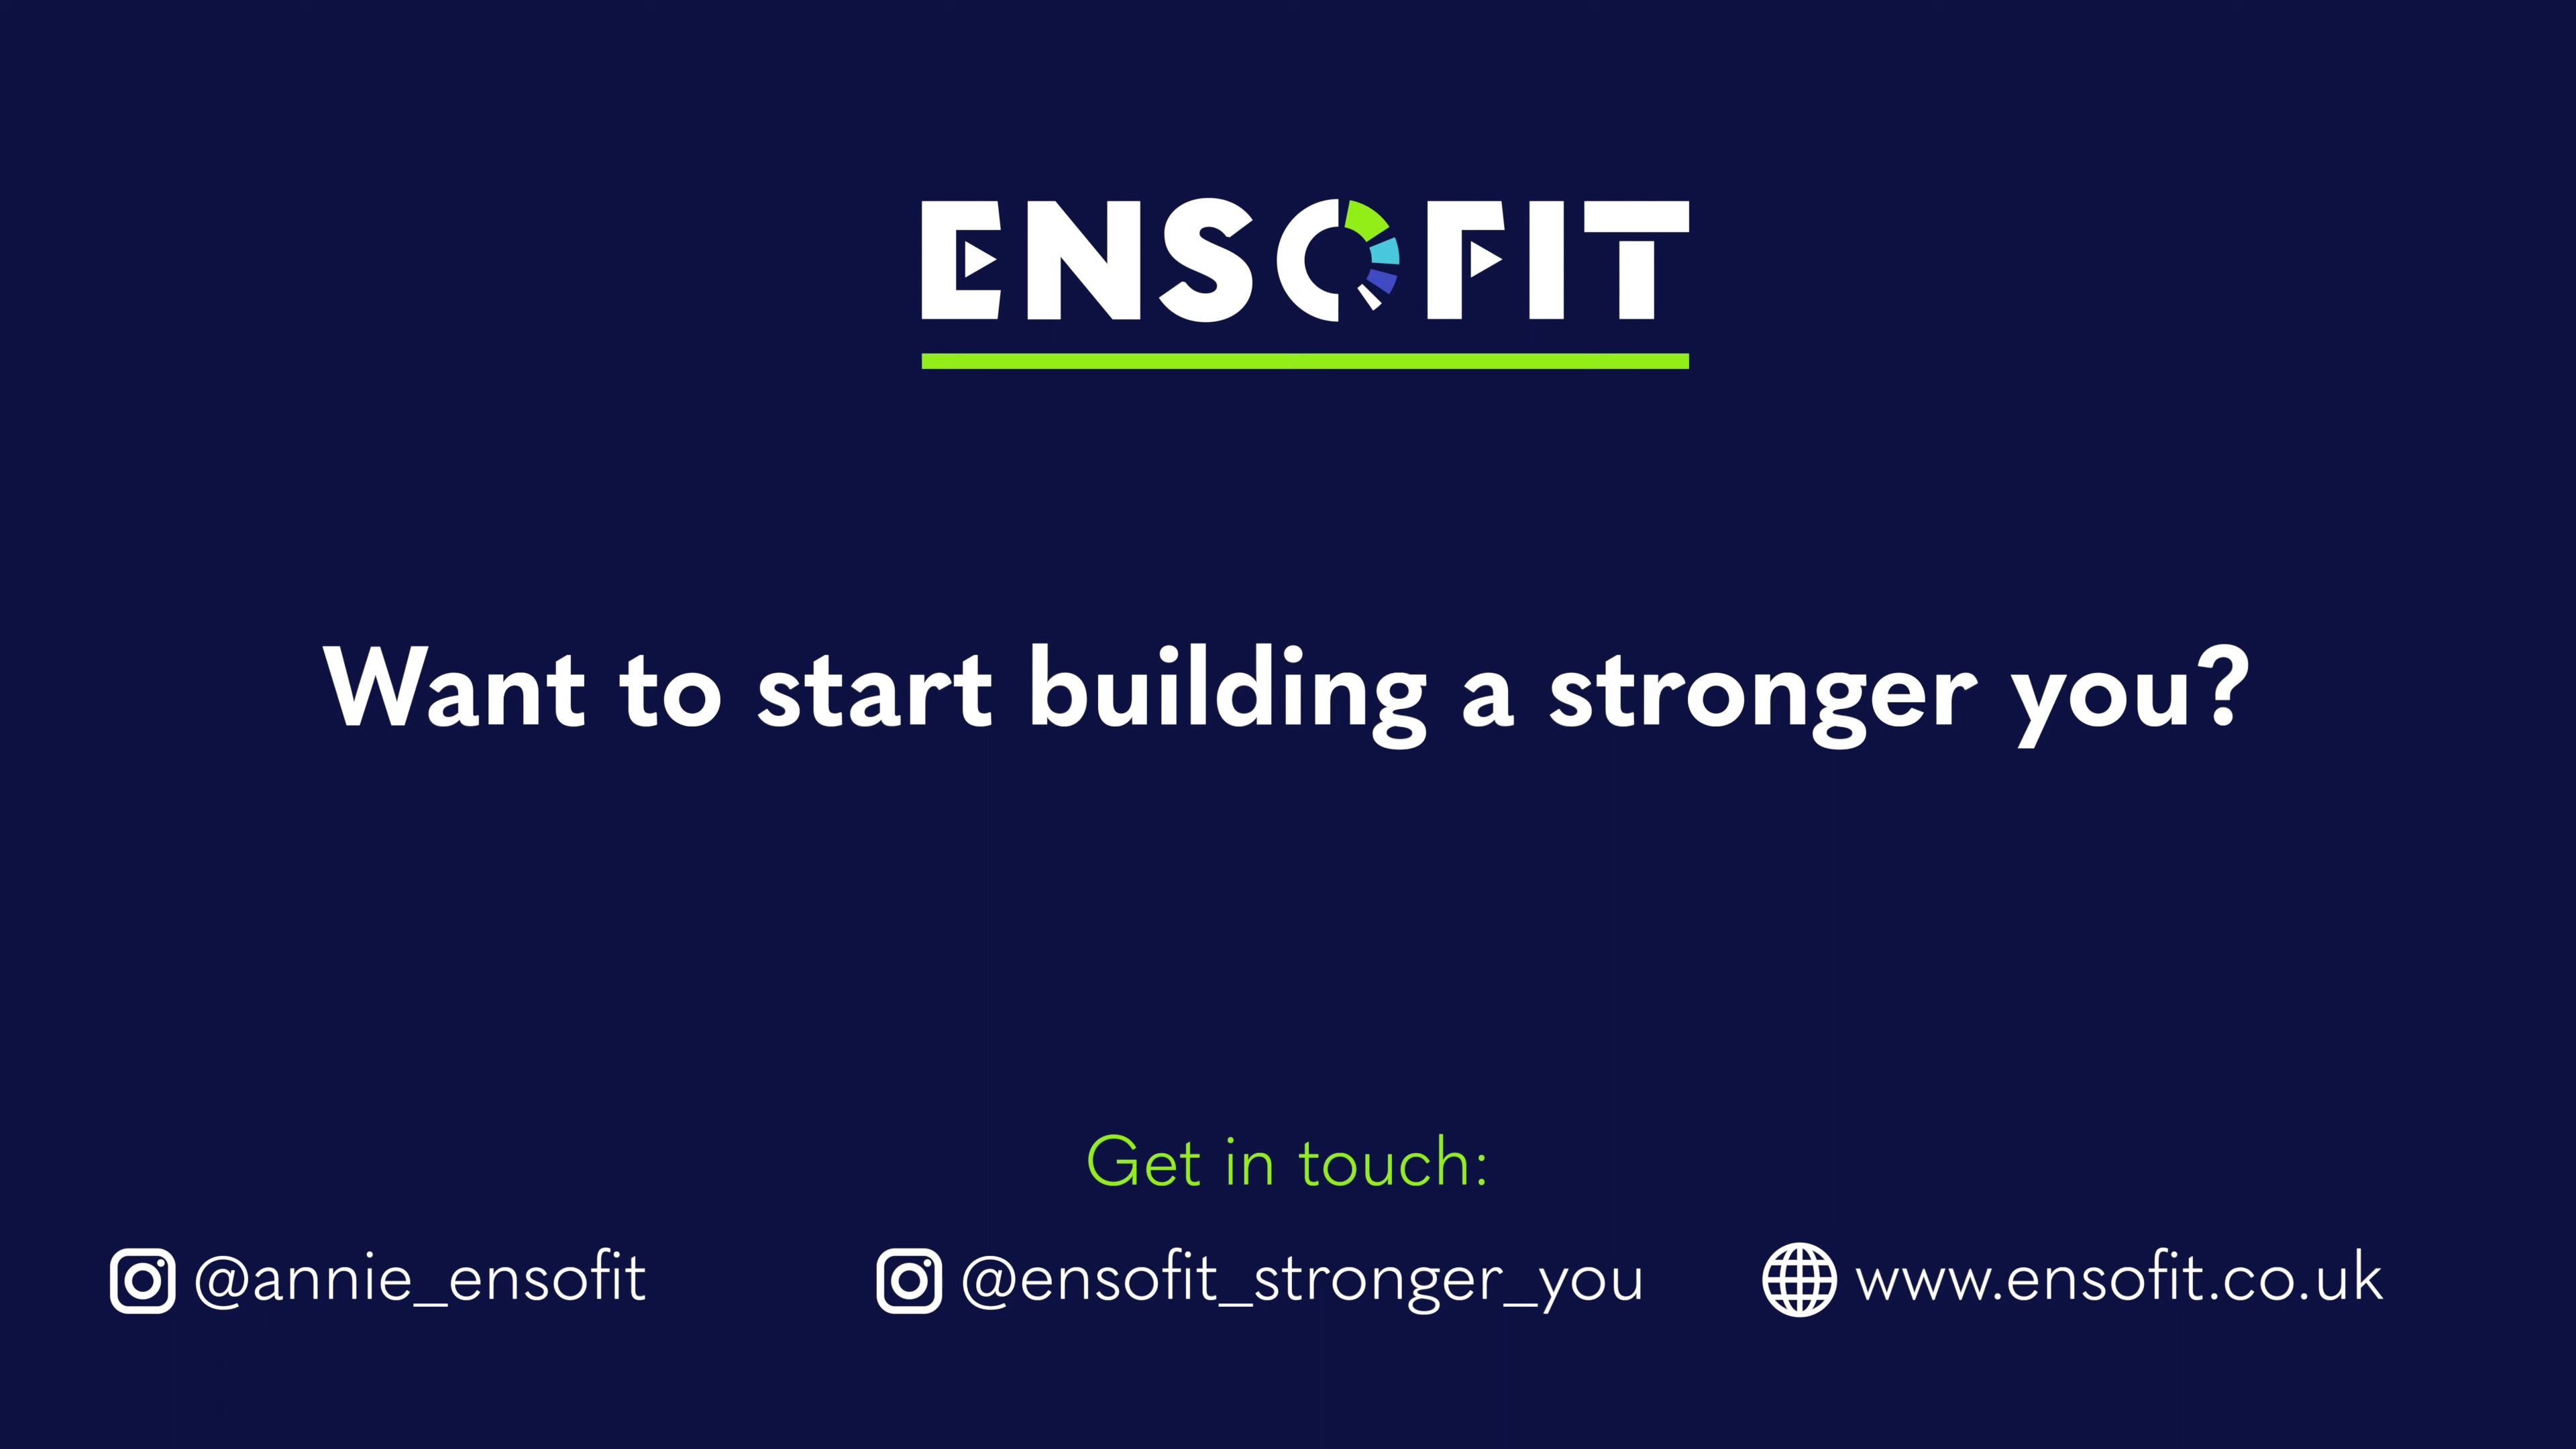 ENSOFIT
Want to start building a stronger you?
Get in touch:
@annie_ensofit @ensofit_stronger_you www.ensofit.co.uk